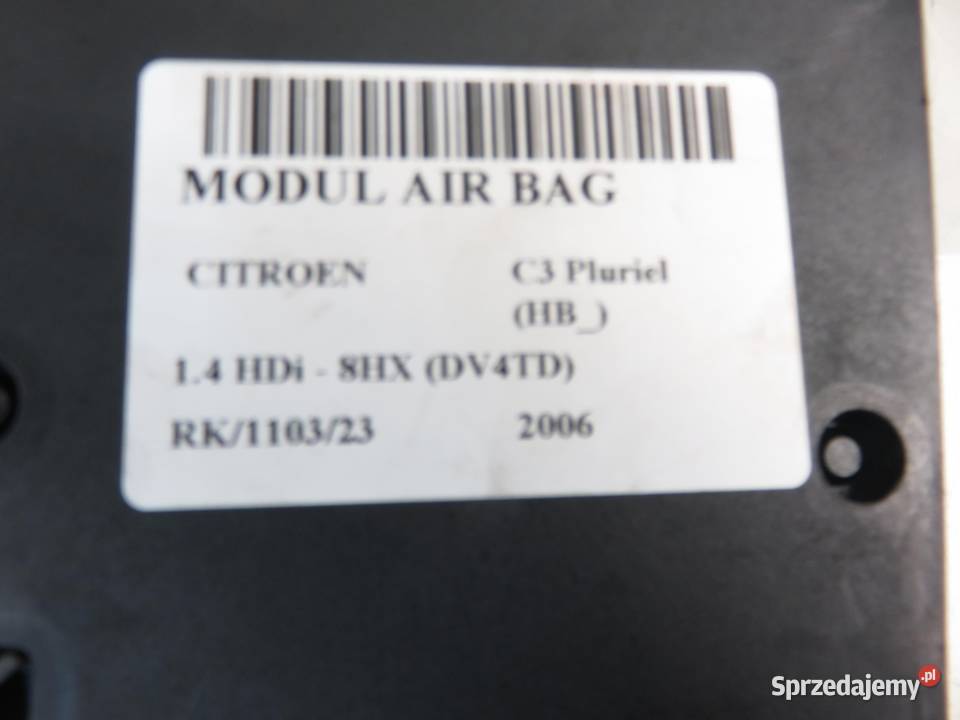 MODUL AIR BAG
CITROEN C3 Pluriel
(HB_)
1.4 HDi - 8HX (DV4TD)
RK/1103/23 2006
Sprzedajemy.pl